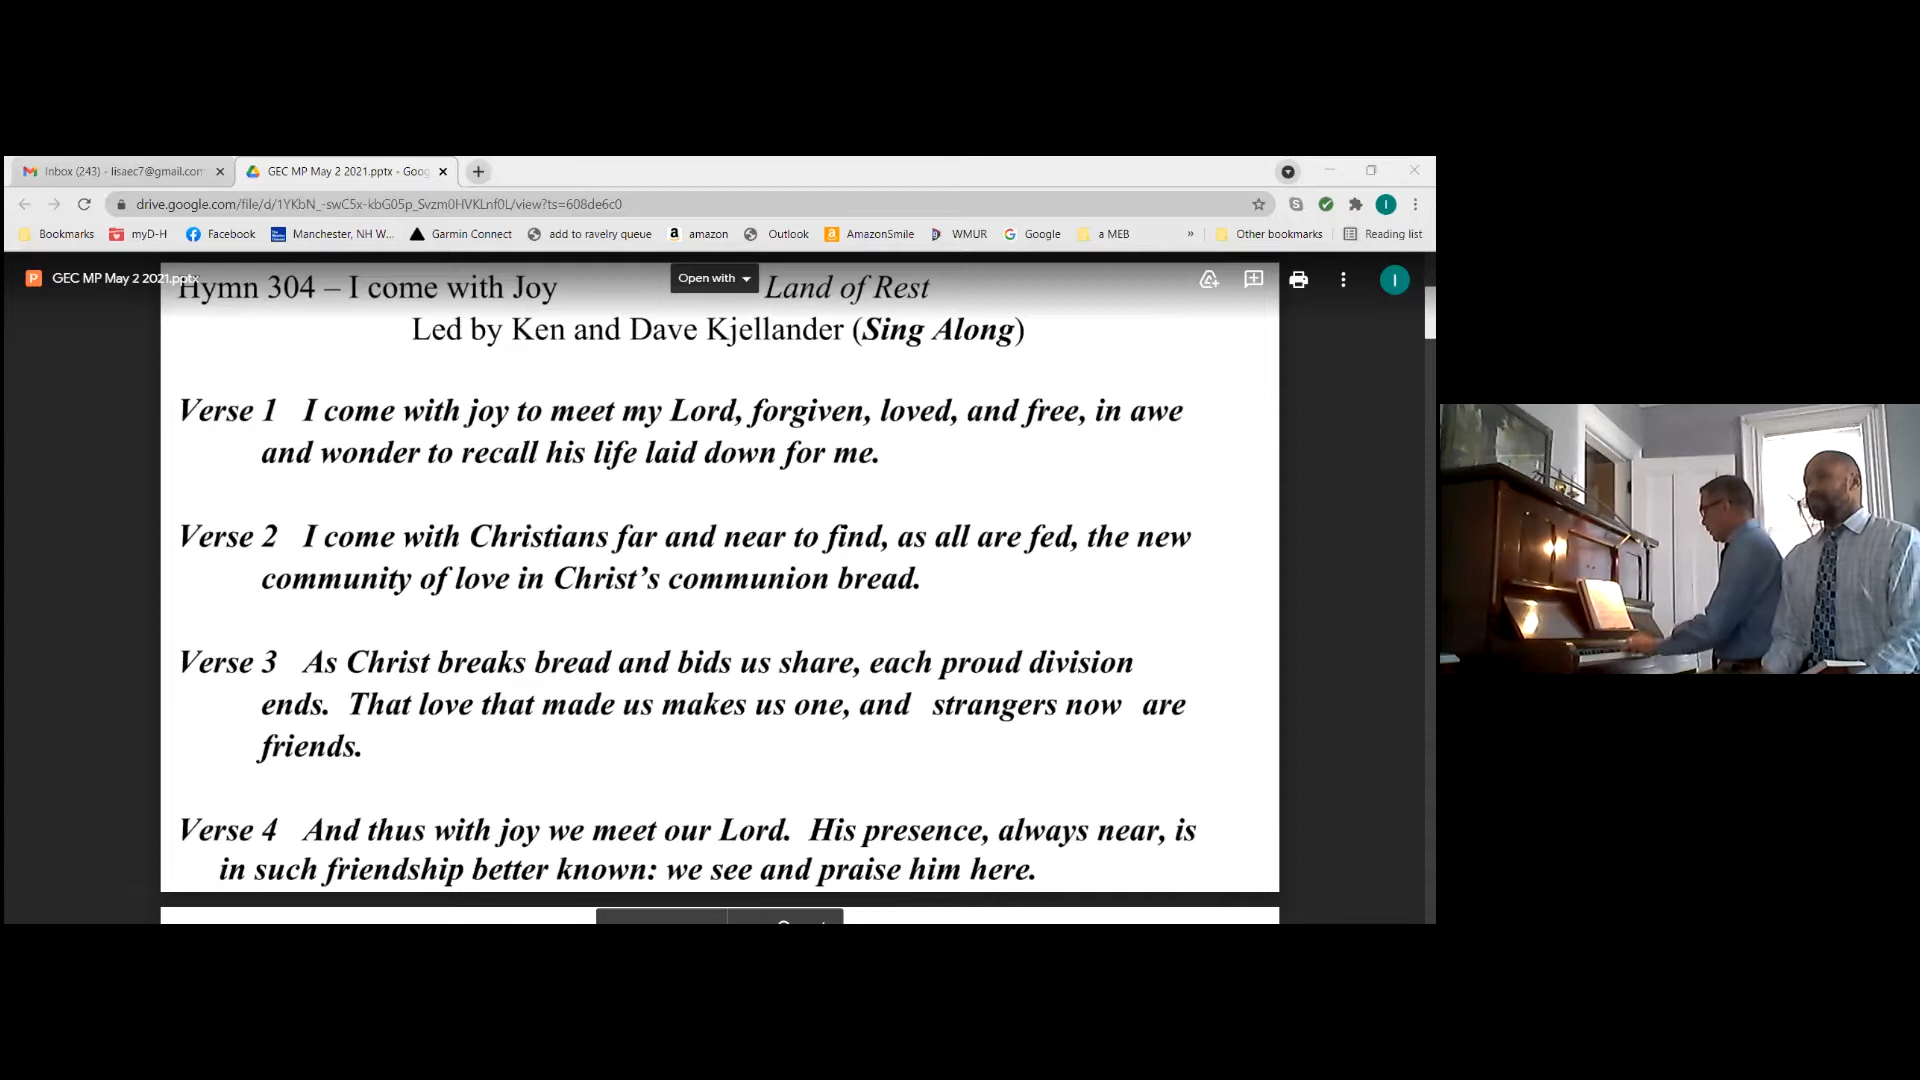 Inbox (243) - lisaec7@gmail.com
GEC MP May 2 2021.pptx - Goog
drive.google.com/file/d/1YKbN_-swC5x-kbG05p_Svzm0HVKLnf0L/view?ts=608de6c0
Bookmarks myD-H Facebook Manchester, NH W... Garmin Connect add to ravelry queue amazon Outlook AmazonSmile WMUR Google a MEB » Other bookmarks Reading list
GEC MP May 2 2021.pptx
Open with
Hymn 304 – I come with Joy Land of Rest
Led by Ken and Dave Kjellander (Sing Along)
Verse 1 I come with joy to meet my Lord, forgiven, loved, and free, in awe
and wonder to recall his life laid down for me.
Verse 2 I come with Christians far and near to find, as all are fed, the new
community of love in Christ's communion bread.
Verse 3 As Christ breaks bread and bids us share, each proud division
ends. That love that made us makes us one, and strangers now are
friends.
Verse 4 And thus with joy we meet our Lord. His presence, always near, is
in such friendship better known: we see and praise him here.